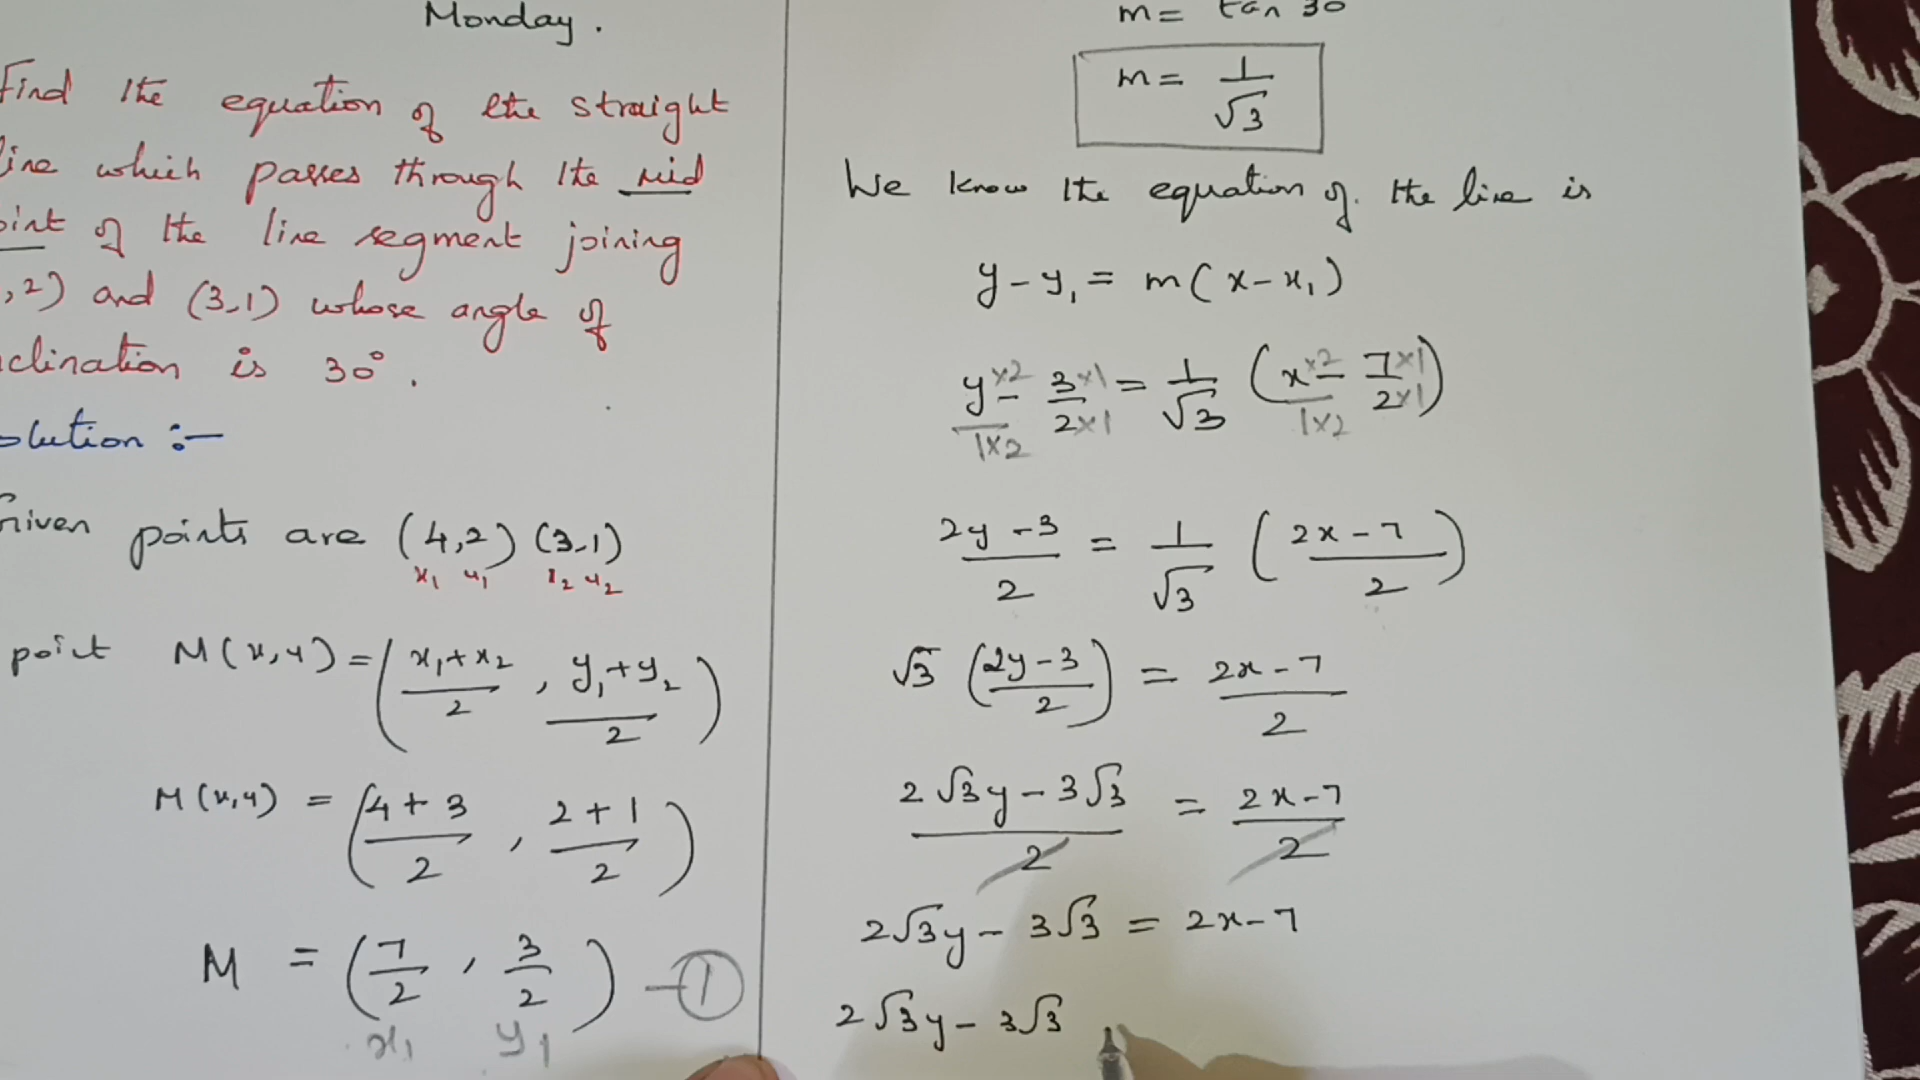 Monday.
Find the equation of the straight
line which passes through the mid
point of the line segment joining
,2) and (3,1) whose angle of
nclination is 30°.
olution :-
Given points are (4,2) (3,1)
x₁ y₁ x₂ y₂
point M(x,y) = (x₁+x₂/2 , y₁+y₂/2)
M(x,y) = (4+3/2 , 2+1/2)
M = (7/2 , 3/2) —①
x₁ y₁
m = tan 30
m = 1/√3
We know the equation of the line is
y-y₁ = m(x-x₁)
y×2/1×2 - 3×1/2×1 = 1/√3 (x×2/1×2 - 7×1/2×1)
2y-3/2 = 1/√3 (2x-7/2)
√3 (2y-3/2) = 2x-7/2
2√3y-3√3/2 = 2x-7/2
2√3y-3√3 = 2x-7
2√3y-3√3